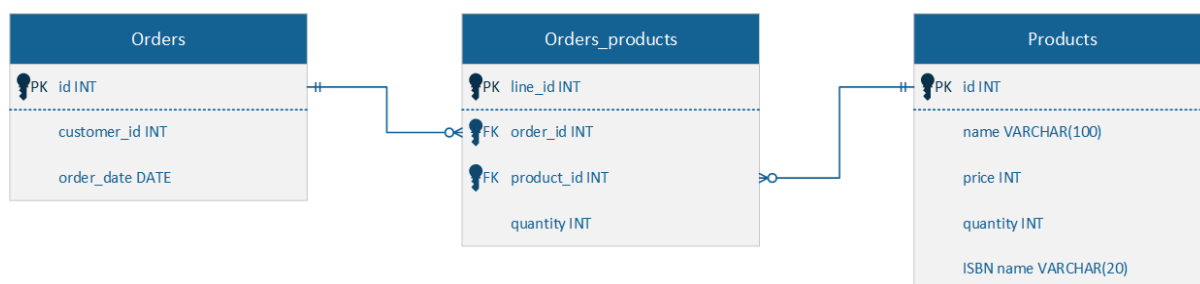 Orders
PK id INT
customer_id INT
order_date DATE
Orders_products
PK line_id INT
FK order_id INT
FK product_id INT
quantity INT
Products
PK id INT
name VARCHAR(100)
price INT
quantity INT
ISBN name VARCHAR(20)